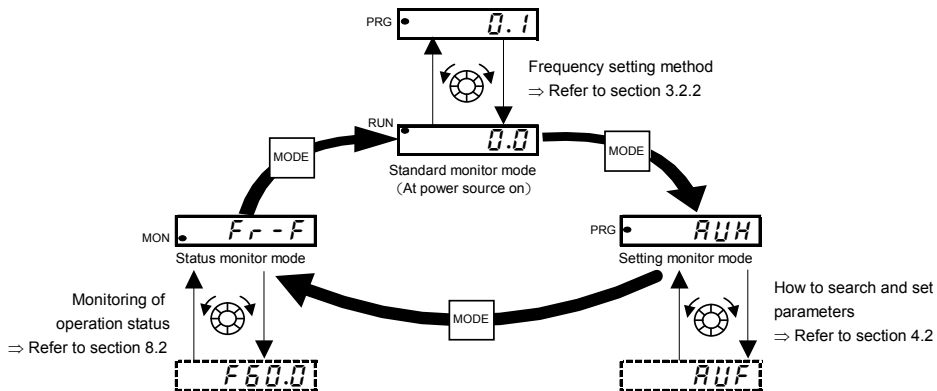 PRG
0.1
Frequency setting method
⇒ Refer to section 3.2.2
RUN
0.0
MODE
MODE
Standard monitor mode
(At power source on)
MON
Fr-F
PRG
AUH
Status monitor mode
Setting monitor mode
Monitoring of
operation status
⇒ Refer to section 8.2
MODE
How to search and set
parameters
⇒ Refer to section 4.2
F60.0
AUF